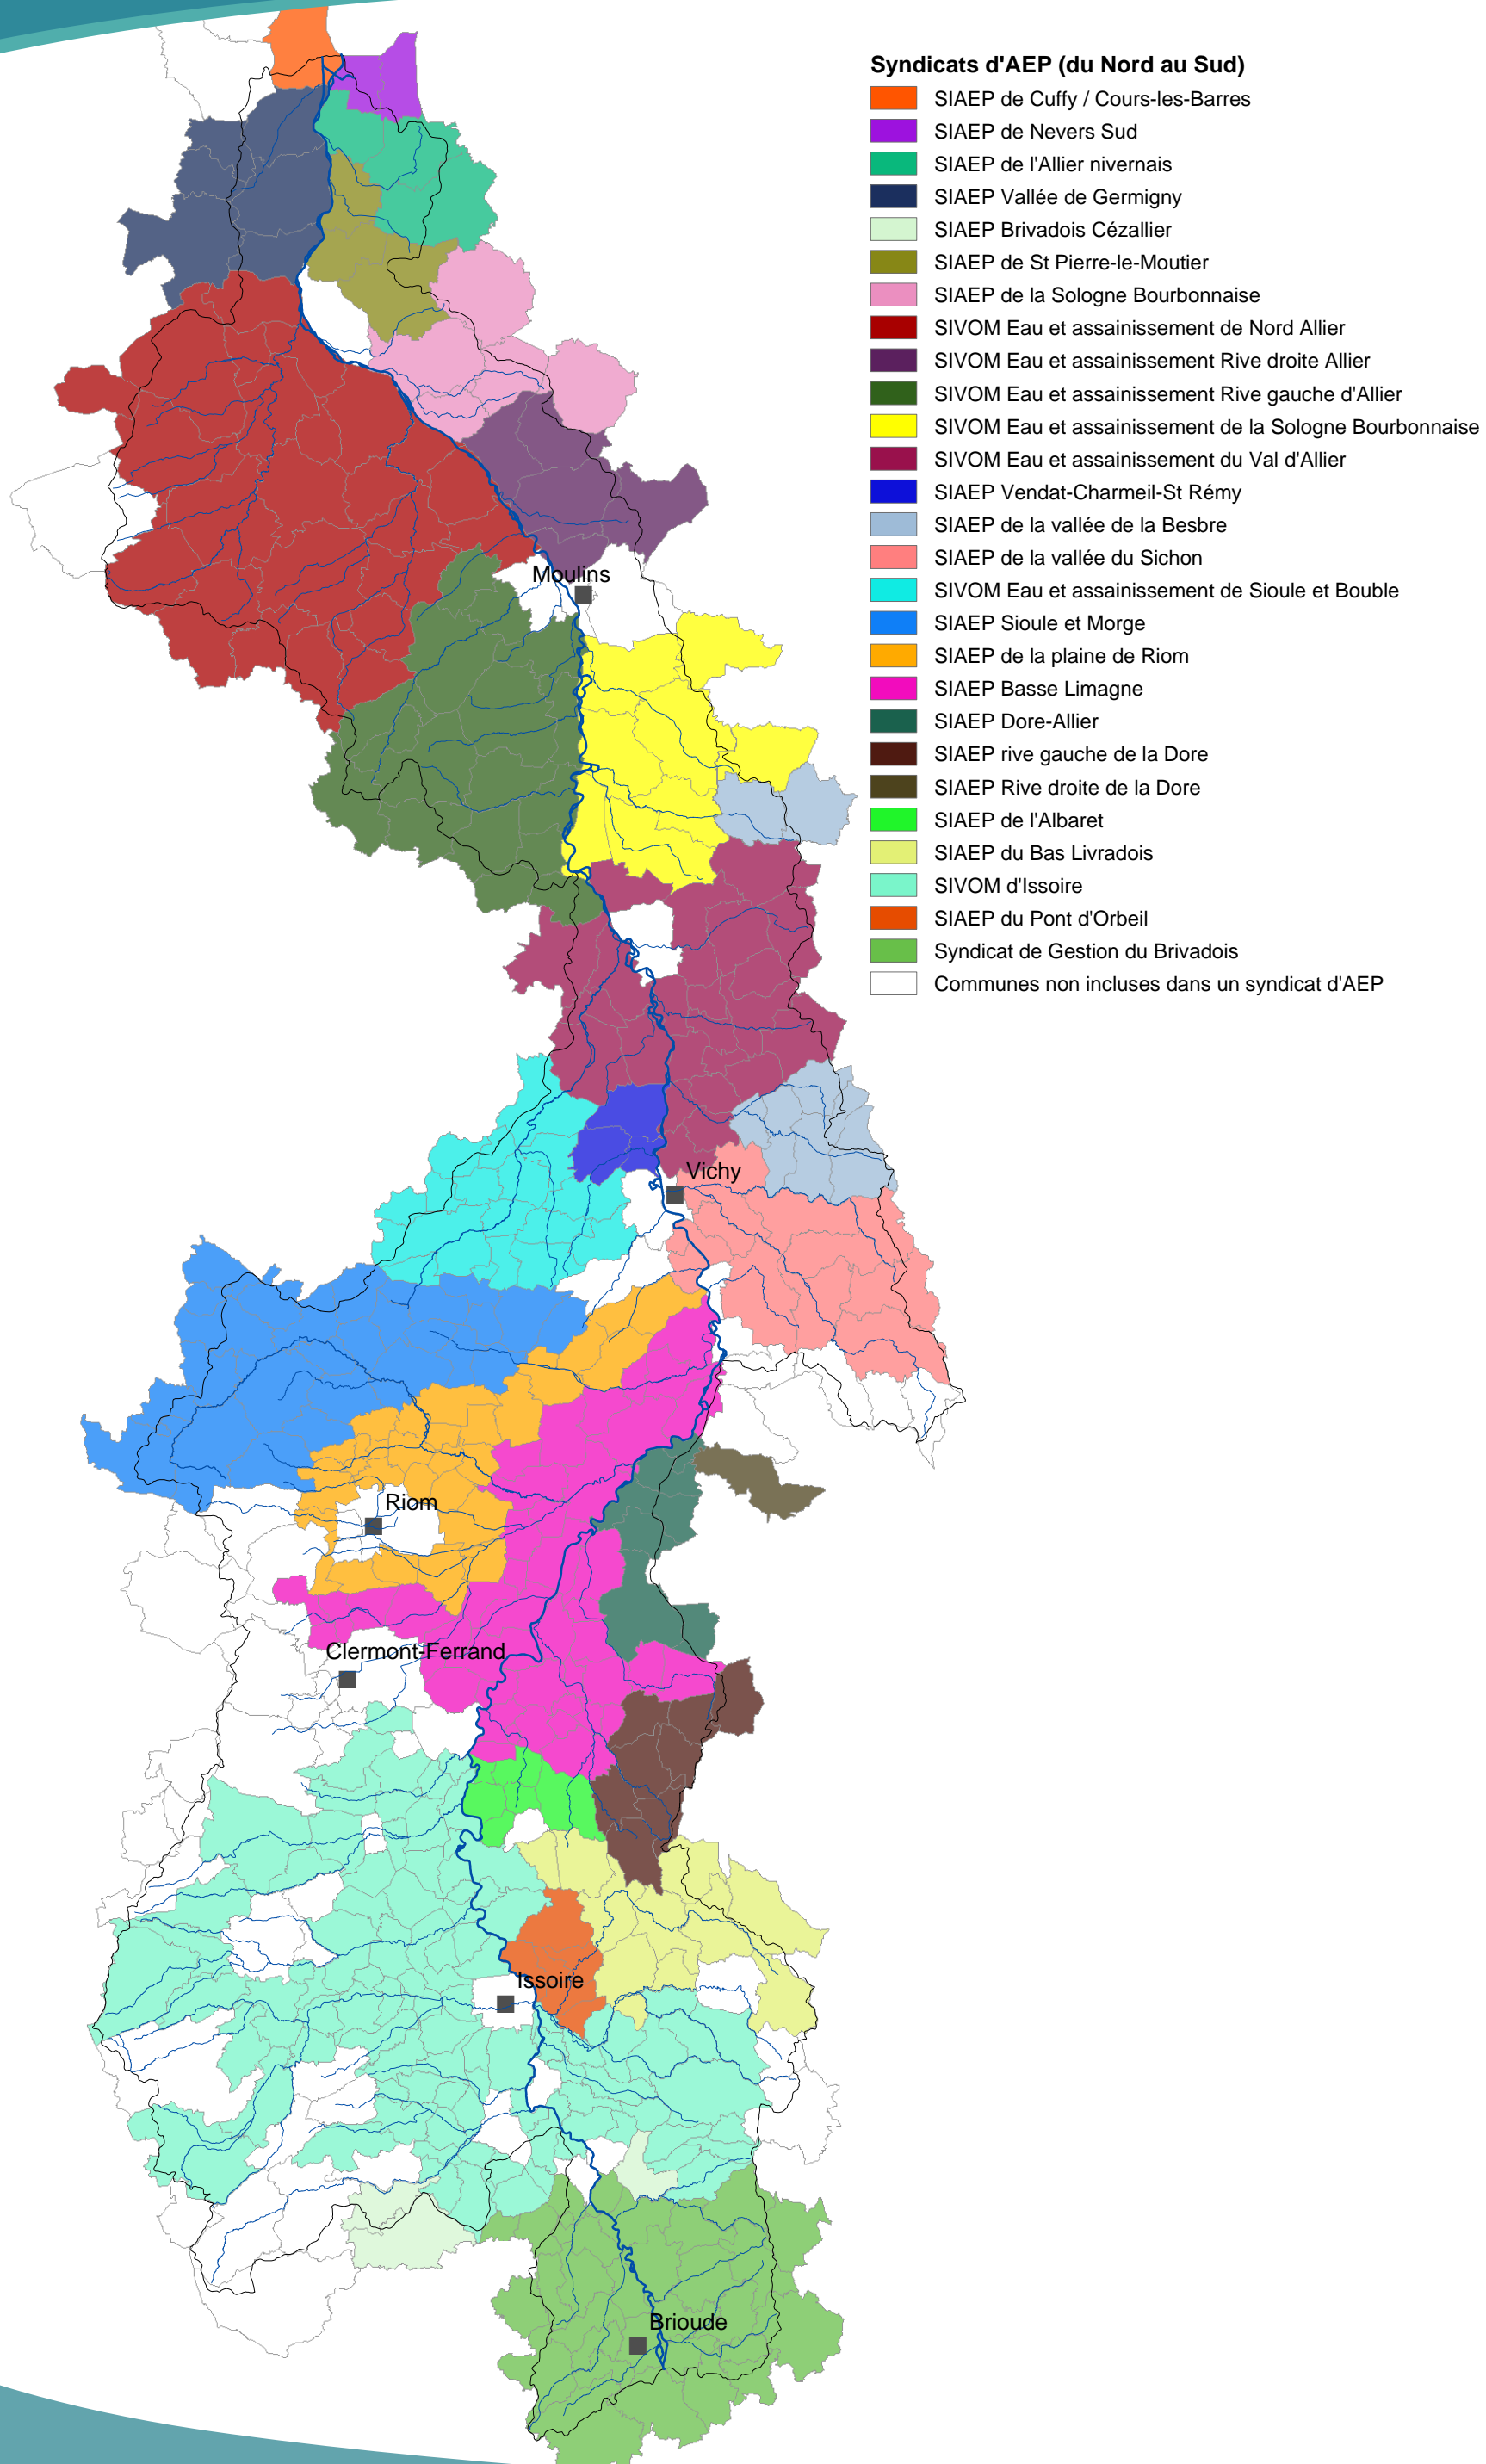 Syndicats d'AEP (du Nord au Sud)
SIAEP de Cuffy / Cours-les-Barres
SIAEP de Nevers Sud
SIAEP de l'Allier nivernais
SIAEP Vallée de Germigny
SIAEP Brivadois Cézallier
SIAEP de St Pierre-le-Moutier
SIAEP de la Sologne Bourbonnaise
SIVOM Eau et assainissement de Nord Allier
SIVOM Eau et assainissement Rive droite Allier
SIVOM Eau et assainissement Rive gauche d'Allier
SIVOM Eau et assainissement de la Sologne Bourbonnaise
SIVOM Eau et assainissement du Val d'Allier
SIAEP Vendat-Charmeil-St Rémy
SIAEP de la vallée de la Besbre
SIAEP de la vallée du Sichon
SIVOM Eau et assainissement de Sioule et Bouble
SIAEP Sioule et Morge
SIAEP de la plaine de Riom
SIAEP Basse Limagne
SIAEP Dore-Allier
SIAEP rive gauche de la Dore
SIAEP Rive droite de la Dore
SIAEP de l'Albaret
SIAEP du Bas Livradois
SIVOM d'Issoire
SIAEP du Pont d'Orbeil
Syndicat de Gestion du Brivadois
Communes non incluses dans un syndicat d'AEP
Moulins
Vichy
Riom
Clermont-Ferrand
Issoire
Brioude